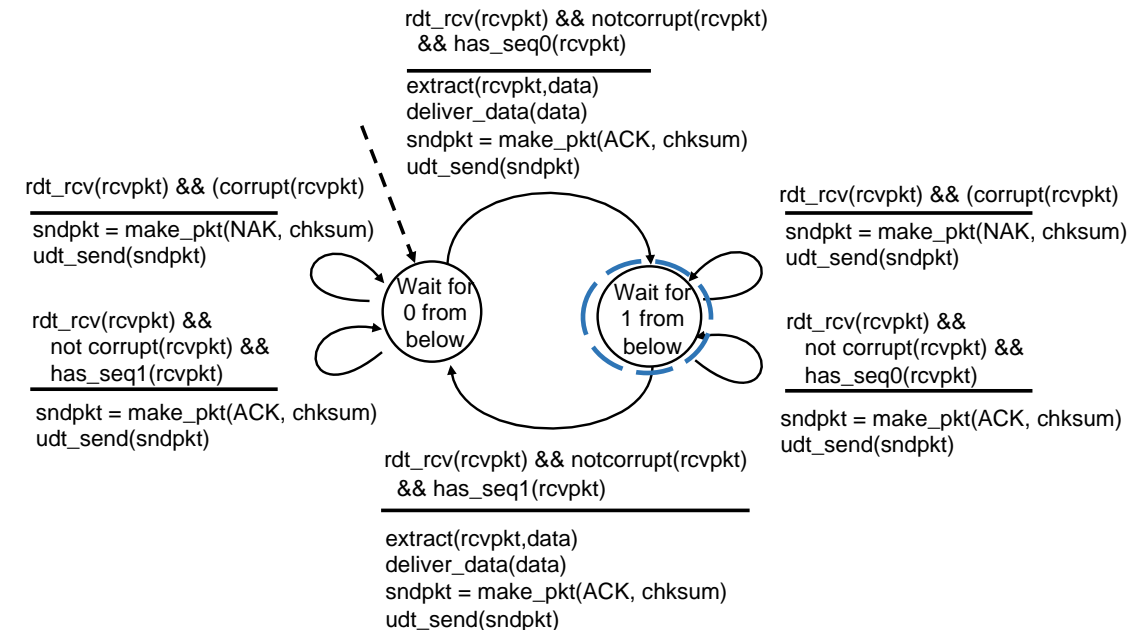 rdt_rcv(rcvpkt) && notcorrupt(rcvpkt)
&& has_seq0(rcvpkt)
extract(rcvpkt,data)
deliver_data(data)
sndpkt = make_pkt(ACK, chksum)
udt_send(sndpkt)
rdt_rcv(rcvpkt) && (corrupt(rcvpkt)
sndpkt = make_pkt(NAK, chksum)
udt_send(sndpkt)
rdt_rcv(rcvpkt) &&
not corrupt(rcvpkt) &&
has_seq1(rcvpkt)
sndpkt = make_pkt(ACK, chksum)
udt_send(sndpkt)
Wait for
0 from
below
Wait for
1 from
below
rdt_rcv(rcvpkt) && (corrupt(rcvpkt)
sndpkt = make_pkt(NAK, chksum)
udt_send(sndpkt)
rdt_rcv(rcvpkt) &&
not corrupt(rcvpkt) &&
has_seq0(rcvpkt)
sndpkt = make_pkt(ACK, chksum)
udt_send(sndpkt)
rdt_rcv(rcvpkt) && notcorrupt(rcvpkt)
&& has_seq1(rcvpkt)
extract(rcvpkt,data)
deliver_data(data)
sndpkt = make_pkt(ACK, chksum)
udt_send(sndpkt)